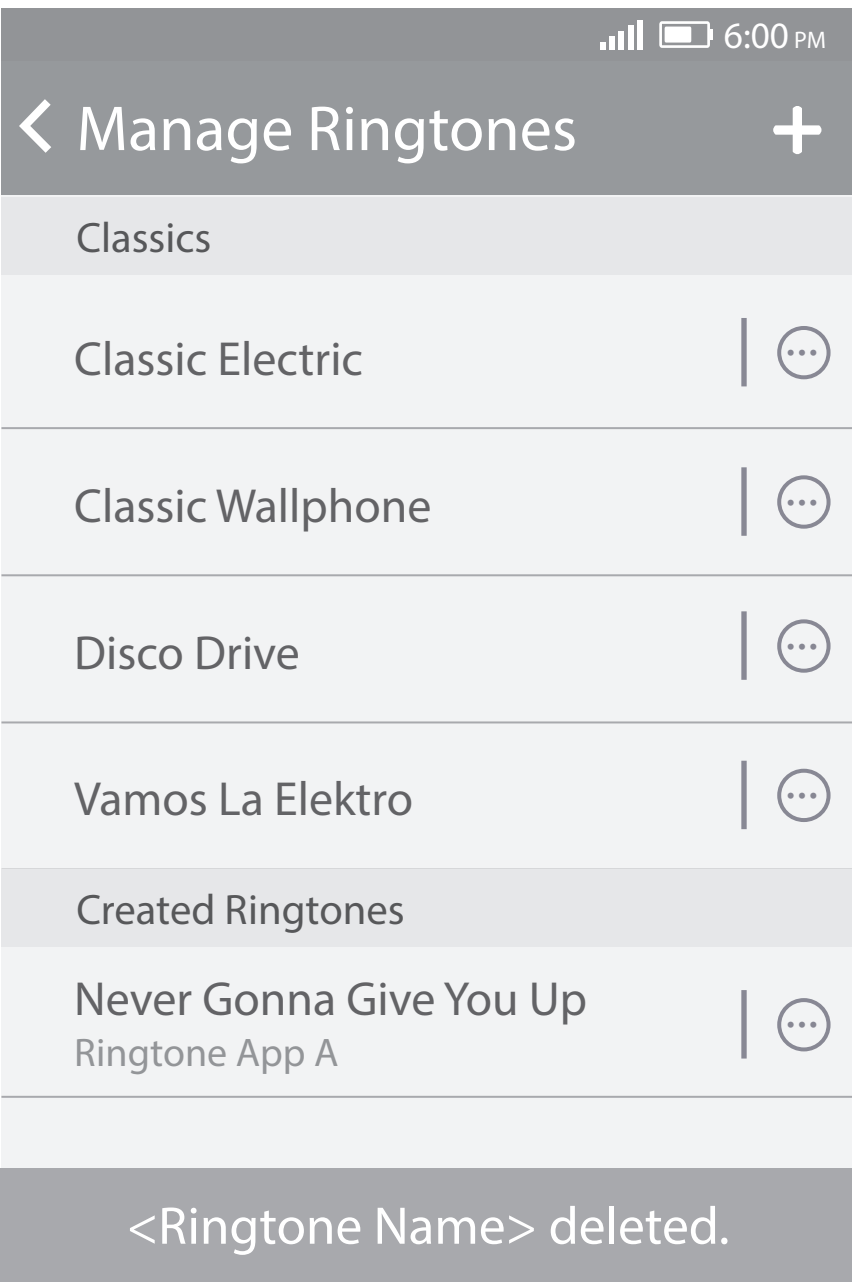 6:00 PM
Manage Ringtones
Classics
Classic Electric
Classic Wallphone
Disco Drive
Vamos La Elektro
Created Ringtones
Never Gonna Give You Up
Ringtone App A
<Ringtone Name> deleted.